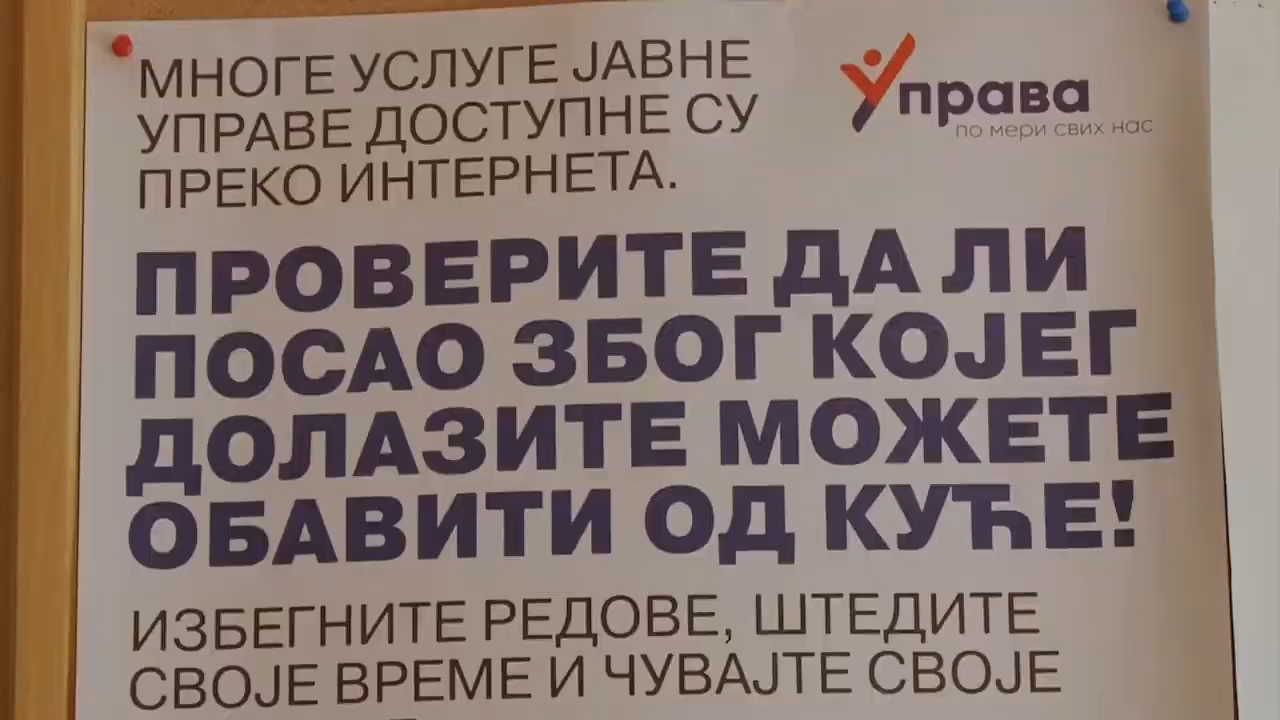 МНОГЕ УСЛУГЕ ЈАВНЕ
УПРАВЕ ДОСТУПНЕ СУ
ПРЕКО ИНТЕРНЕТА.
Управа
по мери свих нас
ПРОВЕРИТЕ ДА ЛИ
ПОСАО ЗБОГ КОЈЕГ
ДОЛАЗИТЕ МОЖЕТЕ
ОБАВИТИ ОД КУЋЕ!
ИЗБЕГНИТЕ РЕДОВЕ, ШТЕДИТЕ
СВОЈЕ ВРЕМЕ И ЧУВАЈТЕ СВОЈЕ